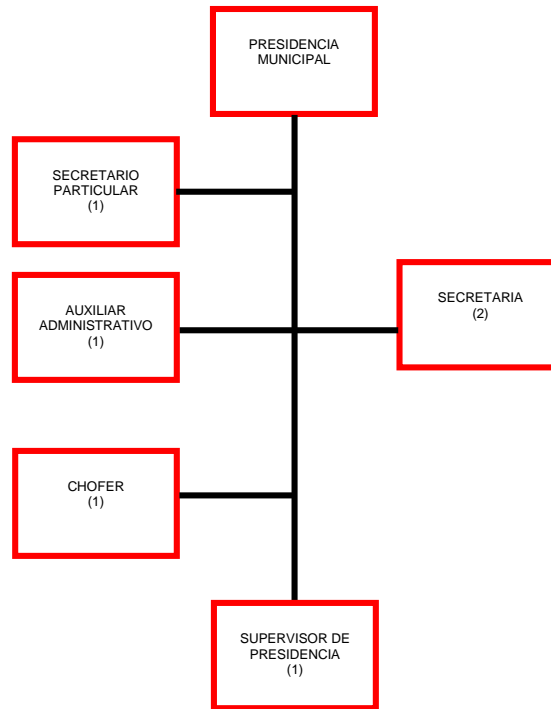 PRESIDENCIA
MUNICIPAL
SECRETARIO
PARTICULAR
(1)
AUXILIAR
ADMINISTRATIVO
(1)
SECRETARIA
(2)
CHOFER
(1)
SUPERVISOR DE
PRESIDENCIA
(1)